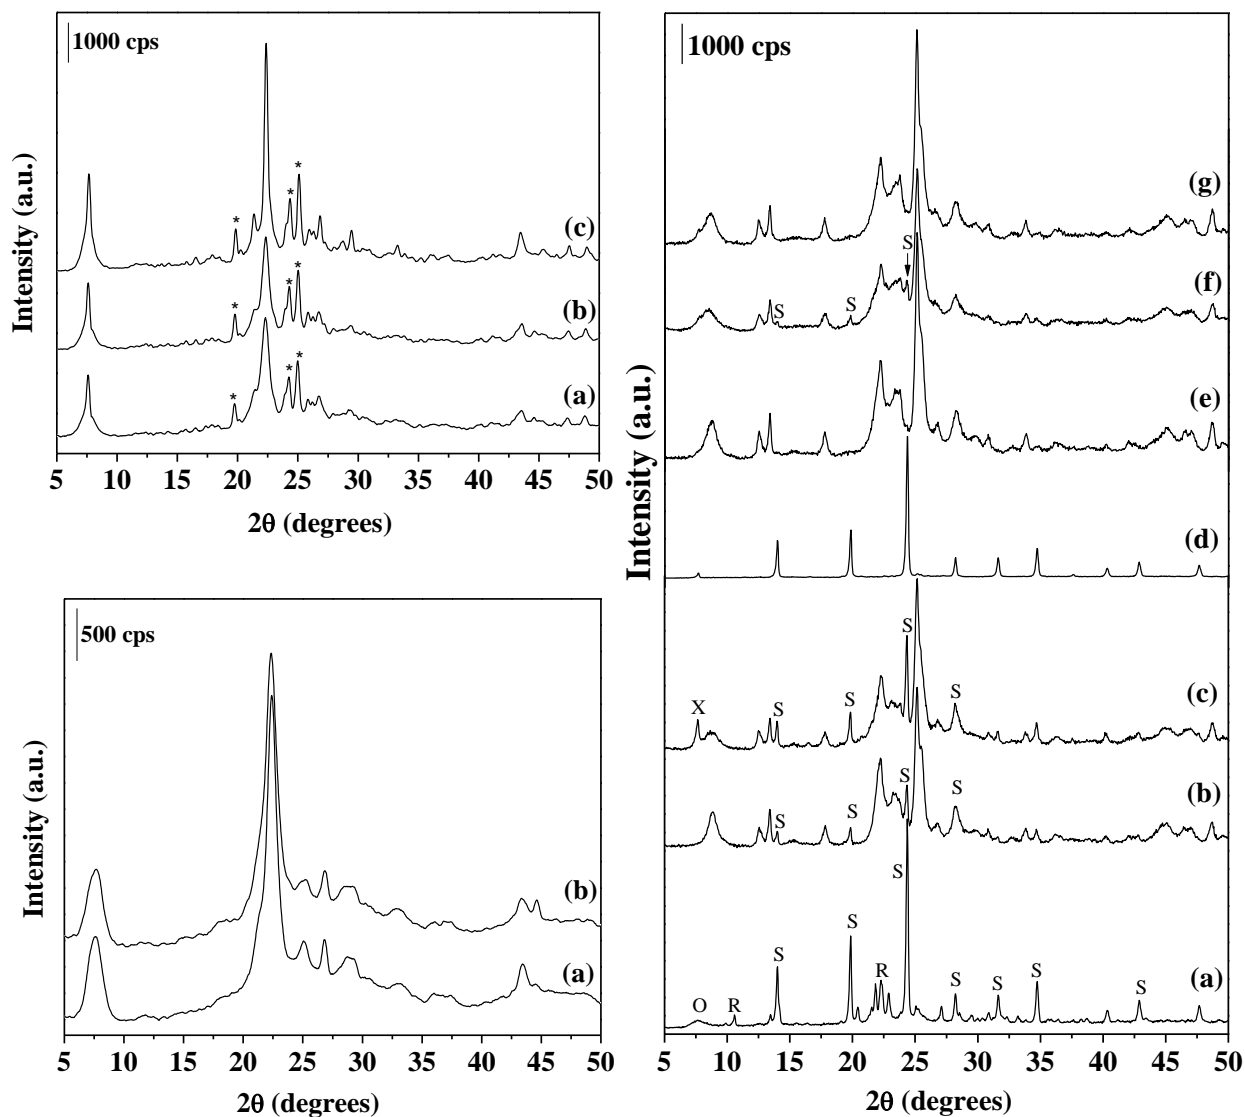 1000 cps
Intensity (a.u.)
* * *
(c)
* * *
(b)
* * *
(a)
5 10 15 20 25 30 35 40 45 50
2θ (degrees)
500 cps
Intensity (a.u.)
(b)
(a)
5 10 15 20 25 30 35 40 45 50
2θ (degrees)
1000 cps
Intensity (a.u.)
(g)
S
(f)
S S
(e)
(d)
S
X S S S
(c)
S S
(b)
S S
S
S S
R S S S
(a)
O R S
5 10 15 20 25 30 35 40 45 50
2θ (degrees)